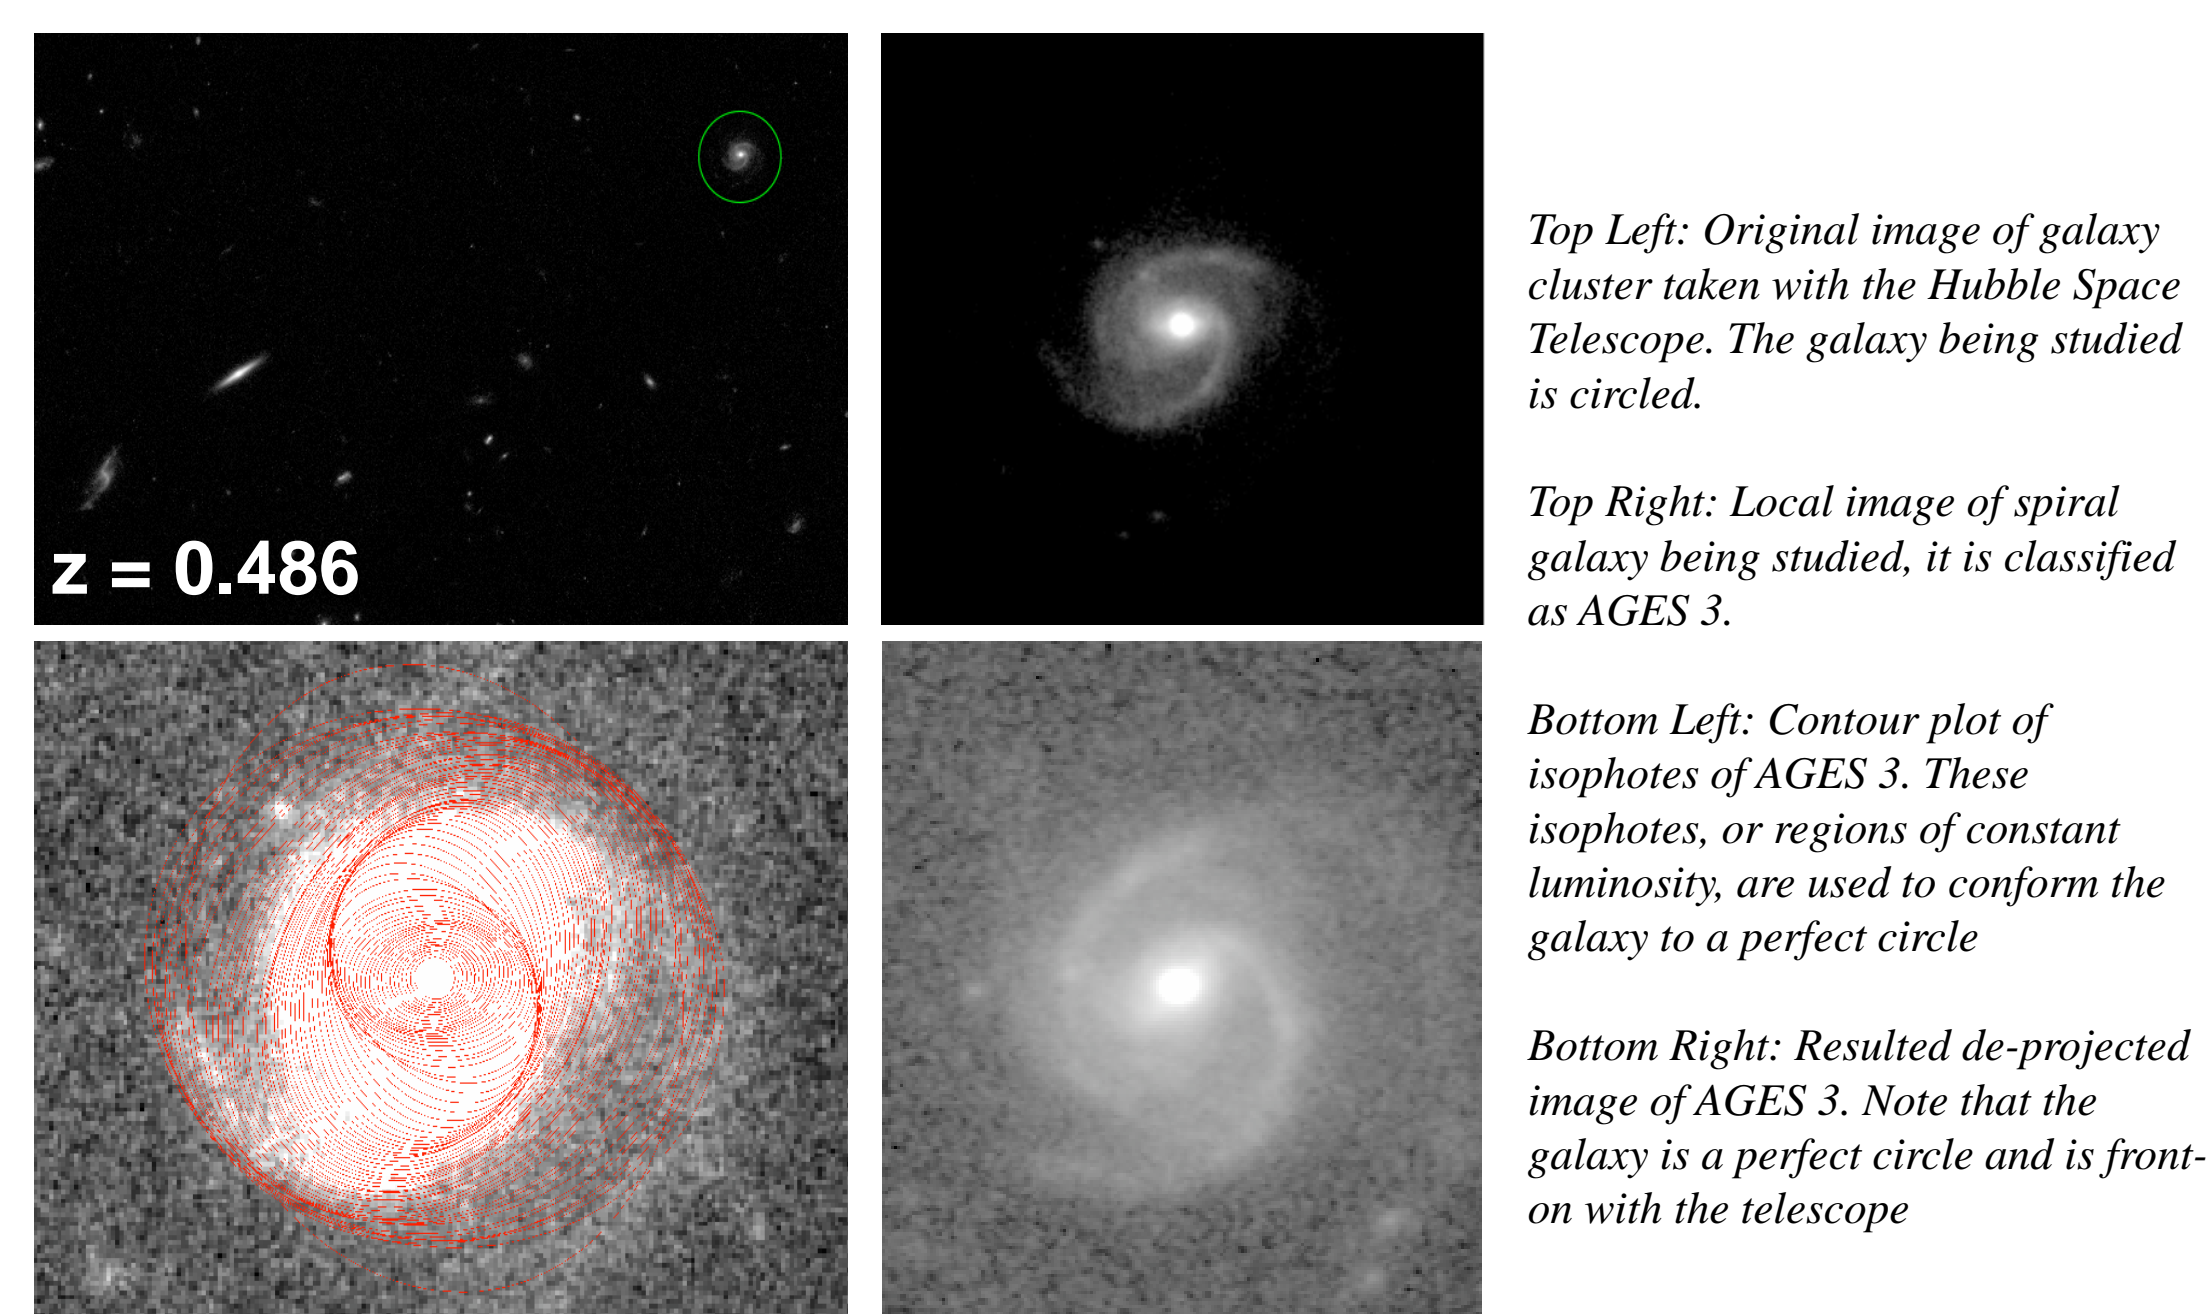 z = 0.486
Top Left: Original image of galaxy
cluster taken with the Hubble Space
Telescope. The galaxy being studied
is circled.
Top Right: Local image of spiral
galaxy being studied, it is classified
as AGES 3.
Bottom Left: Contour plot of
isophotes of AGES 3. These
isophotes, or regions of constant
luminosity, are used to conform the
galaxy to a perfect circle
Bottom Right: Resulted de-projected
image of AGES 3. Note that the
galaxy is a perfect circle and is front-
on with the telescope